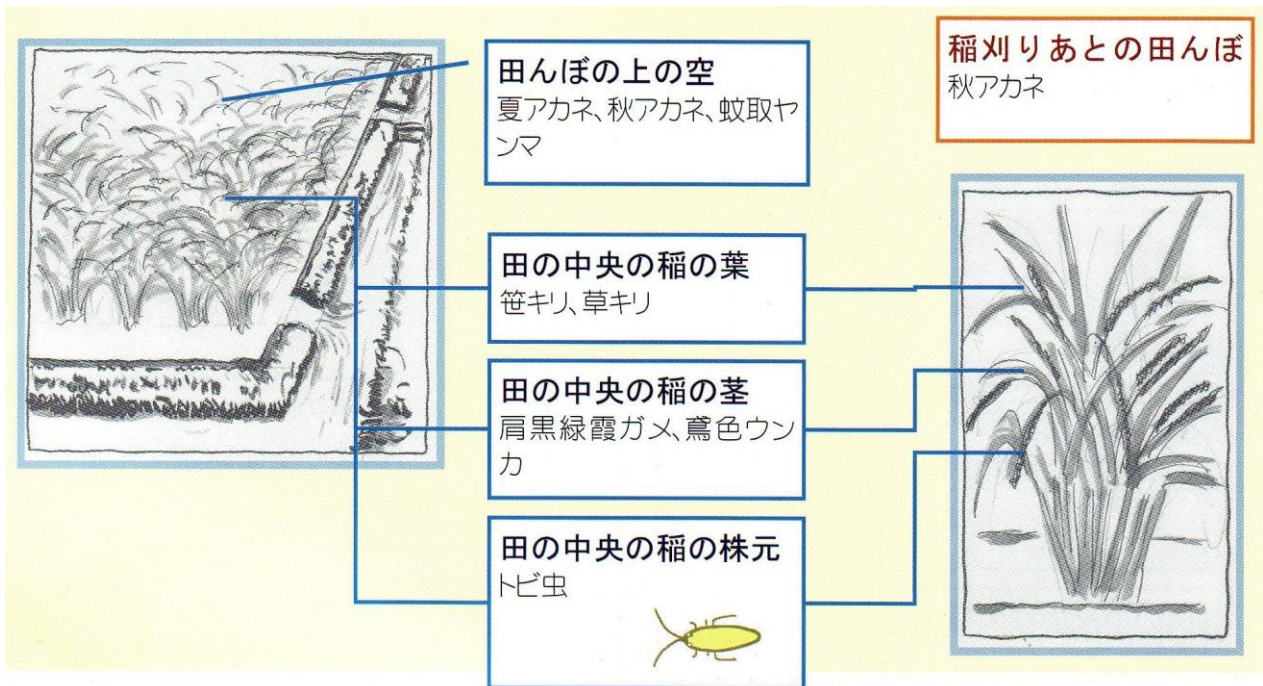 田んぼの上の空
夏アカネ、秋アカネ、蚊取ヤ
ンマ
稲刈りあとの田んぼ
秋アカネ
田の中央の稲の葉
笹キリ、草キリ
田の中央の稲の茎
肩黒緑霞ガメ、鳶色ウン
カ
田の中央の稲の株元
トビ虫